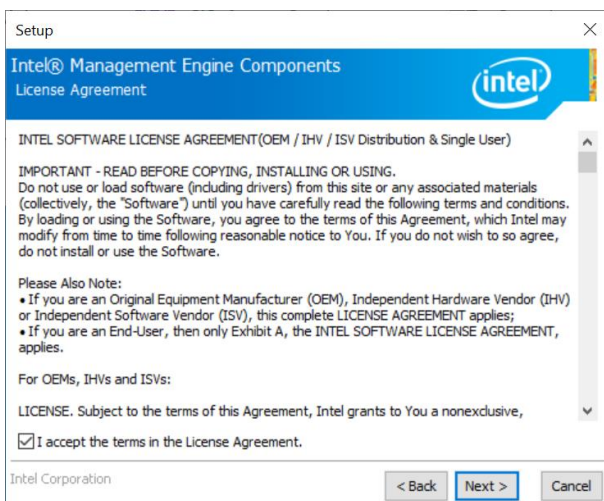 Setup
Intel® Management Engine Components
License Agreement
intel
INTEL SOFTWARE LICENSE AGREEMENT(OEM / IHV / ISV Distribution & Single User)
IMPORTANT - READ BEFORE COPYING, INSTALLING OR USING.
Do not use or load software (including drivers) from this site or any associated materials
(collectively, the "Software") until you have carefully read the following terms and conditions.
By loading or using the Software, you agree to the terms of this Agreement, which Intel may
modify from time to time following reasonable notice to You. If you do not wish to so agree,
do not install or use the Software.
Please Also Note:
• If you are an Original Equipment Manufacturer (OEM), Independent Hardware Vendor (IHV)
or Independent Software Vendor (ISV), this complete LICENSE AGREEMENT applies;
• If you are an End-User, then only Exhibit A, the INTEL SOFTWARE LICENSE AGREEMENT,
applies.
For OEMs, IHVs and ISVs:
LICENSE. Subject to the terms of this Agreement, Intel grants to You a nonexclusive,
I accept the terms in the License Agreement.
Intel Corporation
< Back Next > Cancel